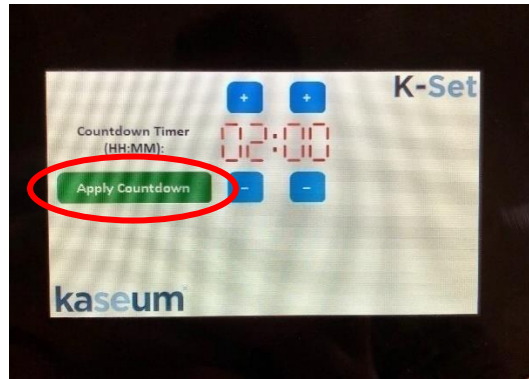 K-Set
+ +
Countdown Timer
(HH:MM):
02:00
Apply Countdown
- -
kaseum